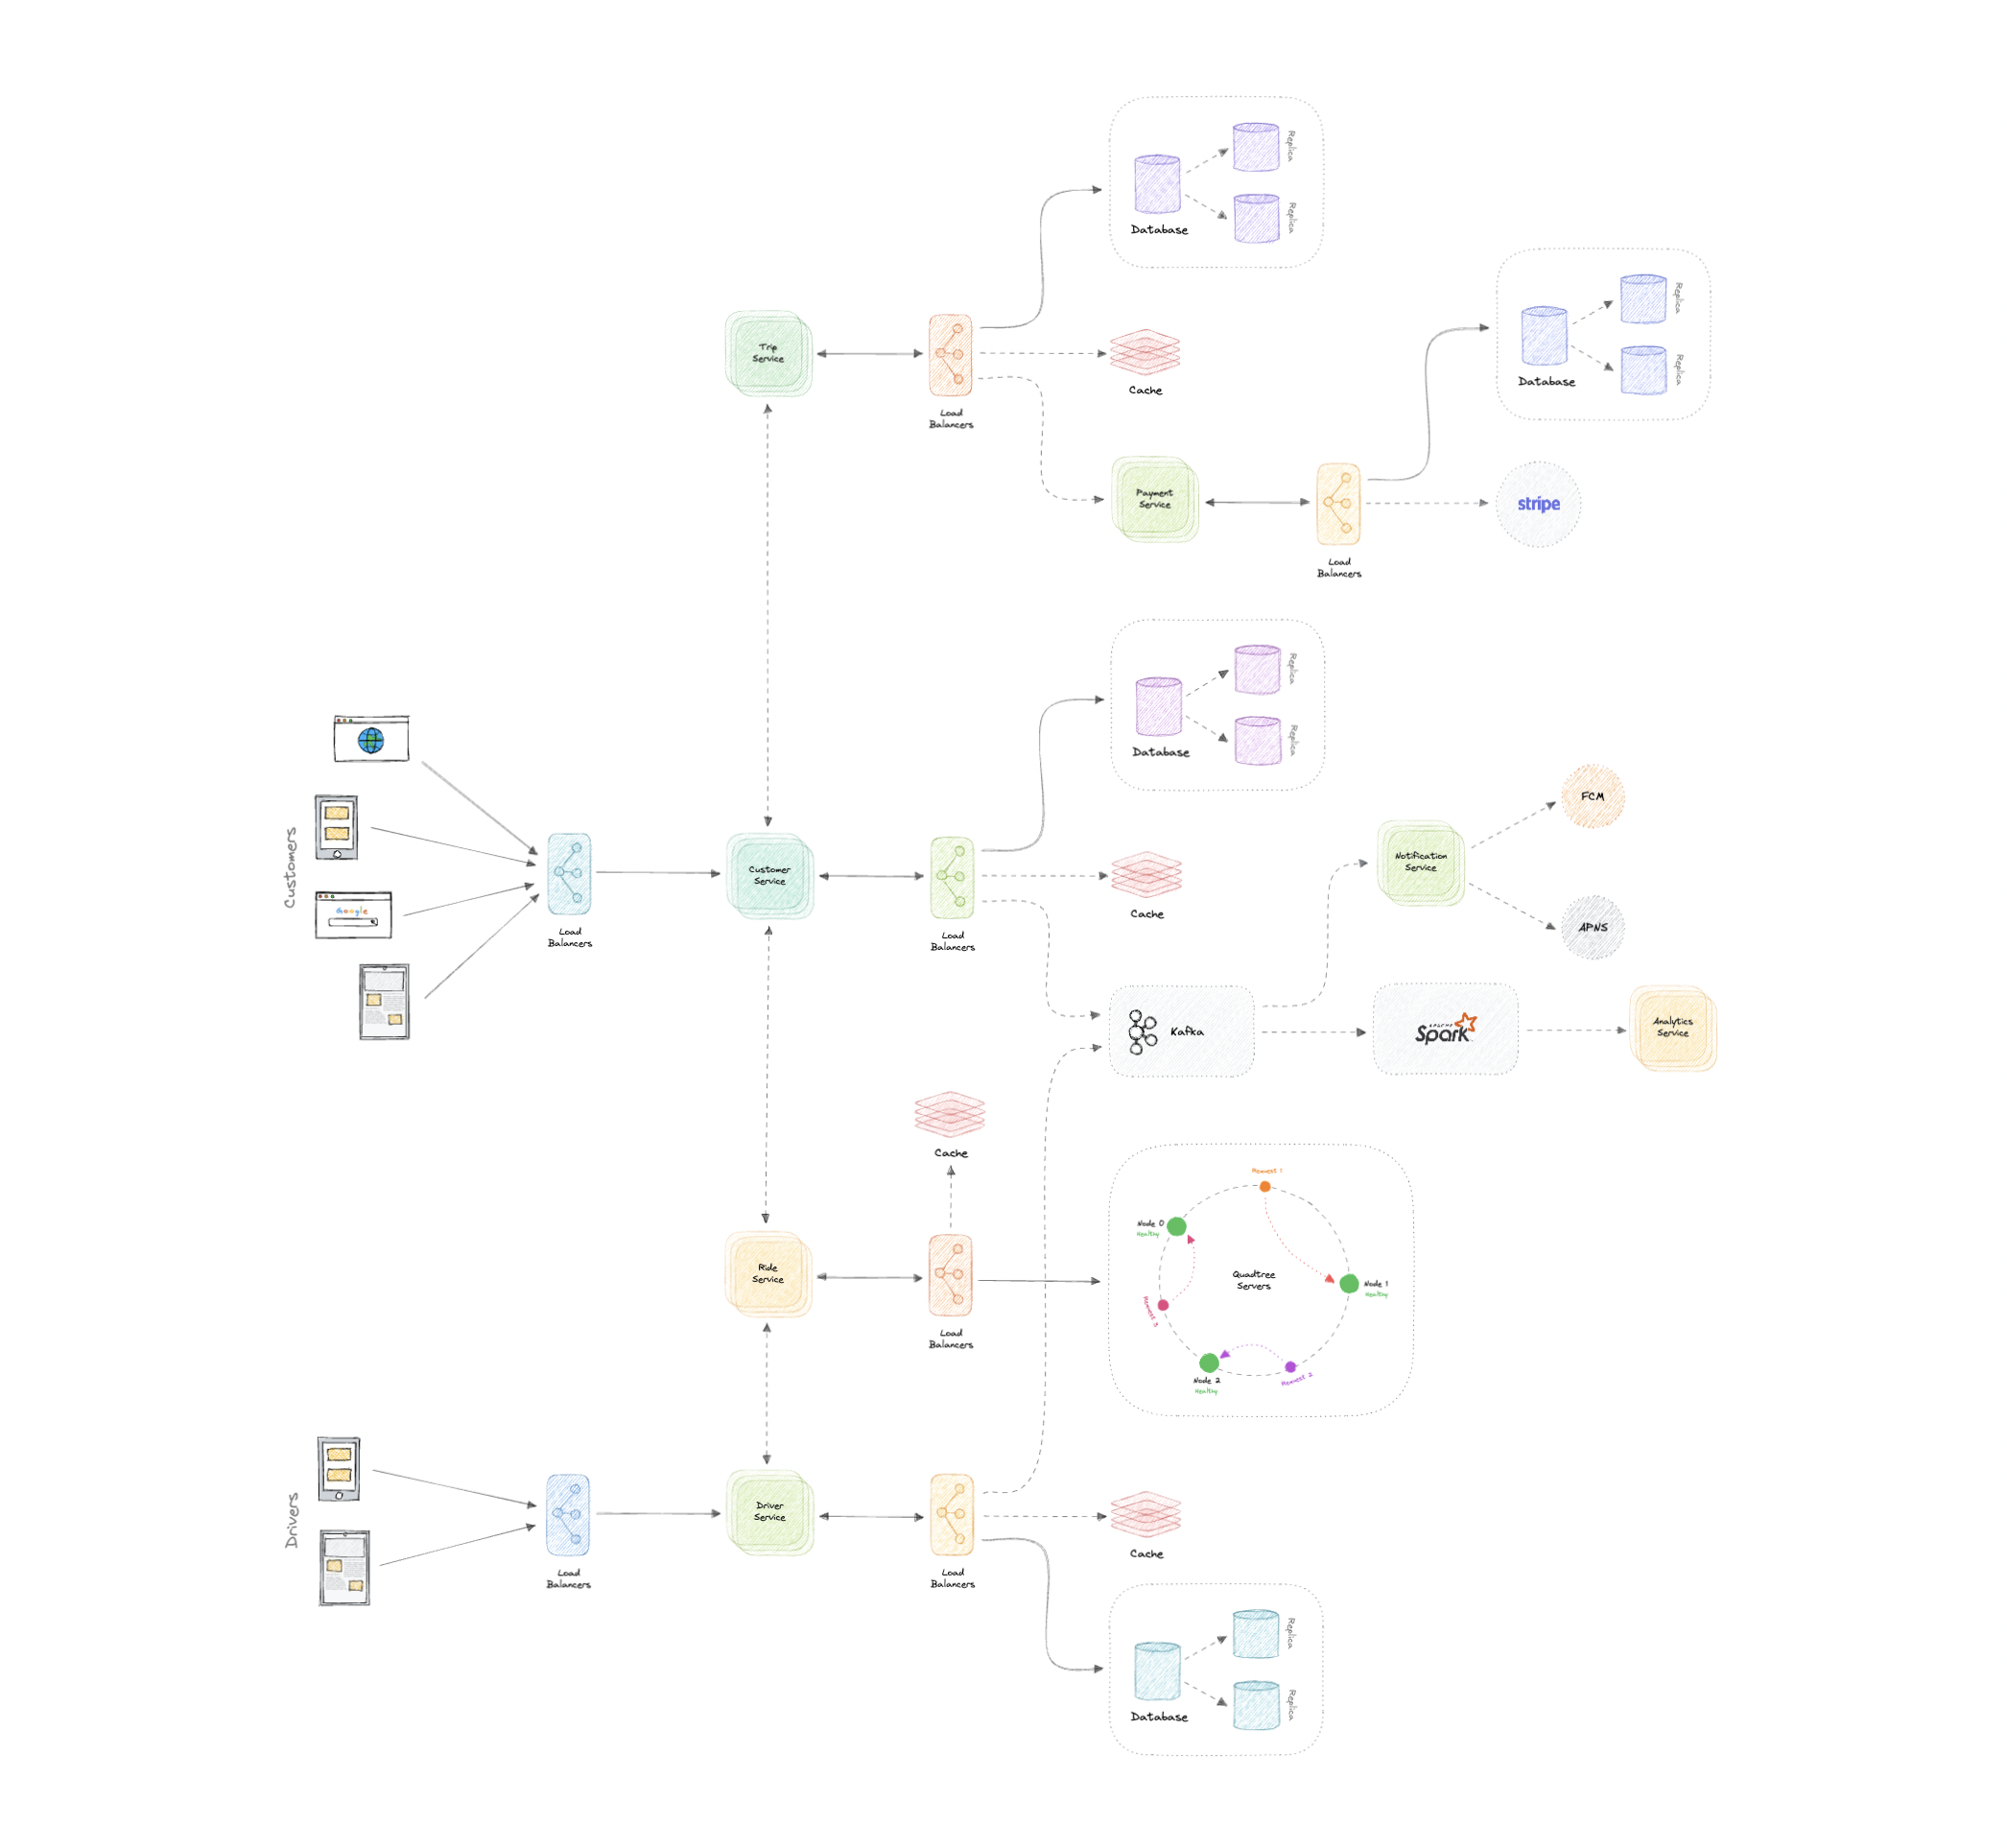 Replica
Replica
Database
Replica
Replica
Database
Trip
Service
Load
Balancers
Cache
Payment
Service
Load
Balancers
stripe
Replica
Replica
Database
Customers
Google
Load
Balancers
Customer
Service
Load
Balancers
Cache
Notification
Service
FCM
APNS
Kafka
APACHE
Spark
Analytics
Service
Cache
Ride
Service
Load
Balancers
Request 1
Node 0
Healthy
Quadtree
Servers
Node 1
Healthy
Request 3
Node 2
Healthy
Request 2
Drivers
Load
Balancers
Driver
Service
Load
Balancers
Cache
Replica
Replica
Database